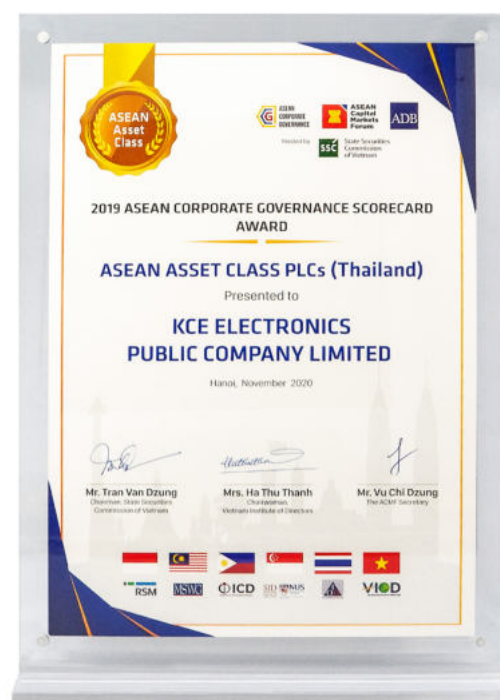 ASEAN
Asset
Class
ASEAN
CORPORATE
GOVERNANCE
ASEAN
Capital
Markets
Forum
ADB
Hosted by
SSC
State Securities
Commission
of Vietnam
2019 ASEAN CORPORATE GOVERNANCE SCORECARD
AWARD
ASEAN ASSET CLASS PLCs (Thailand)
Presented to
KCE ELECTRONICS
PUBLIC COMPANY LIMITED
Hanoi, November 2020
Mr. Tran Van Dzung
Chairman, State Securities
Commission of Vietnam
Mrs. Ha Thu Thanh
Chairwoman,
Vietnam Institute of Directors
Mr. Vu Chi Dzung
The ACMF Secretary
RSM
MSWG
ICD
SID
NUS
VIOD